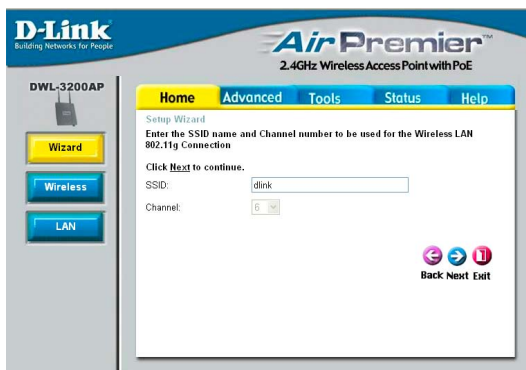 D-Link
Building Networks for People
Air Premier™
2.4GHz Wireless Access Point with PoE
DWL-3200AP
Home Advanced Tools Status Help
Wizard
Wireless
LAN
Setup Wizard
Enter the SSID name and Channel number to be used for the Wireless LAN
802.11g Connection
Click Next to continue.
SSID: dlink
Channel: 6
Back Next Exit